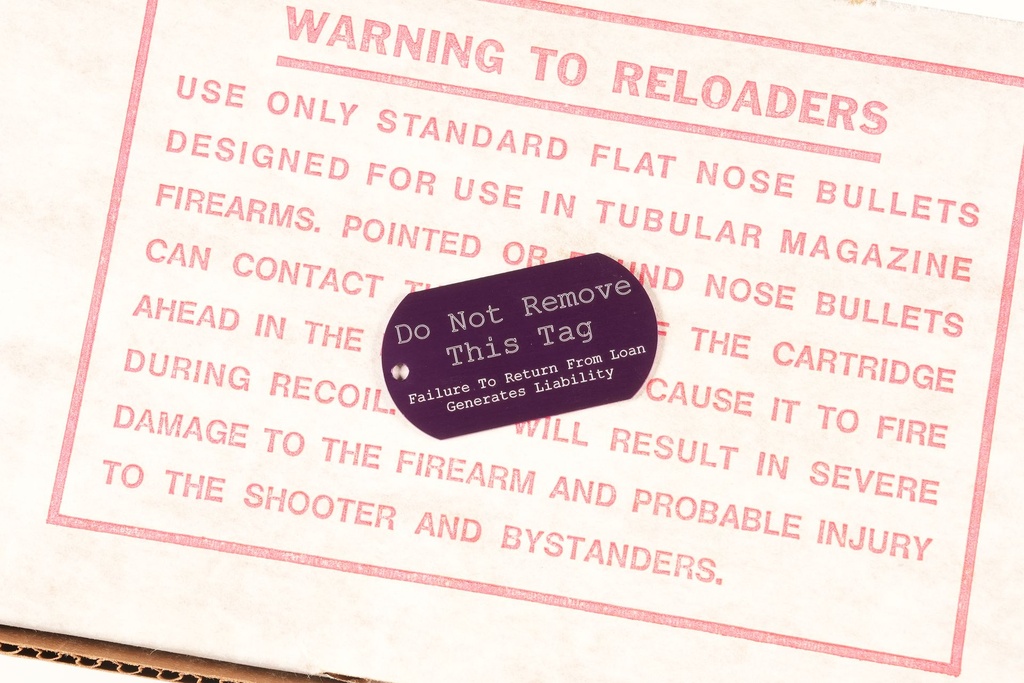 WARNING TO RELOADERS
USE ONLY STANDARD FLAT NOSE BULLETS
DESIGNED FOR USE IN TUBULAR MAGAZINE
FIREARMS. POINTED OR NOSE BULLETS
CAN CONTACT THE CARTRIDGE
AHEAD IN THE CAUSE IT TO FIRE
DURING RECOIL. WILL RESULT IN SEVERE
DAMAGE TO THE FIREARM AND PROBABLE INJURY
TO THE SHOOTER AND BYSTANDERS.
Do Not Remove
This Tag
Failure To Return From Loan
Generates Liability